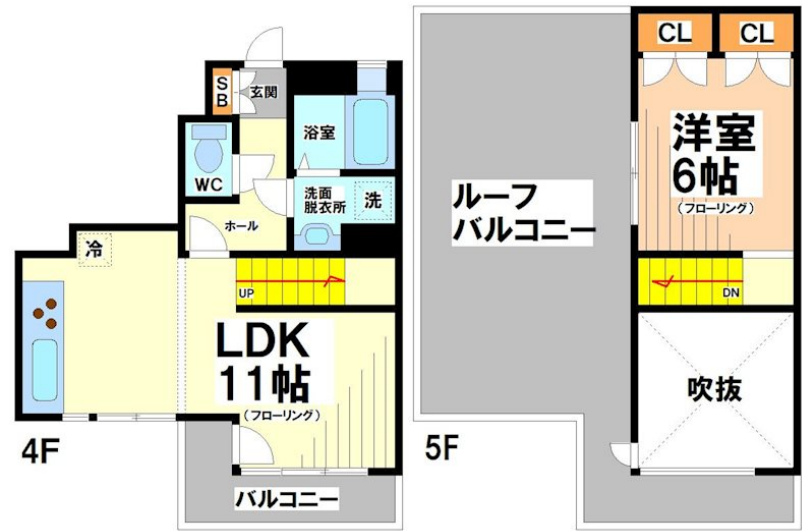 SB
玄関
浴室
WC
洗面
脱衣所
洗
ホール
冷
UP
LDK
11帖
(フローリング)
バルコニー
4F
CL
CL
洋室
6帖
(フローリング)
ルーフ
バルコニー
DN
吹抜
5F